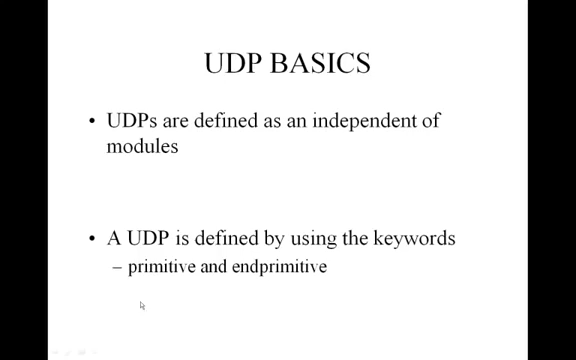 UDP BASICS
• UDPs are defined as an independent of
modules
• A UDP is defined by using the keywords
– primitive and endprimitive